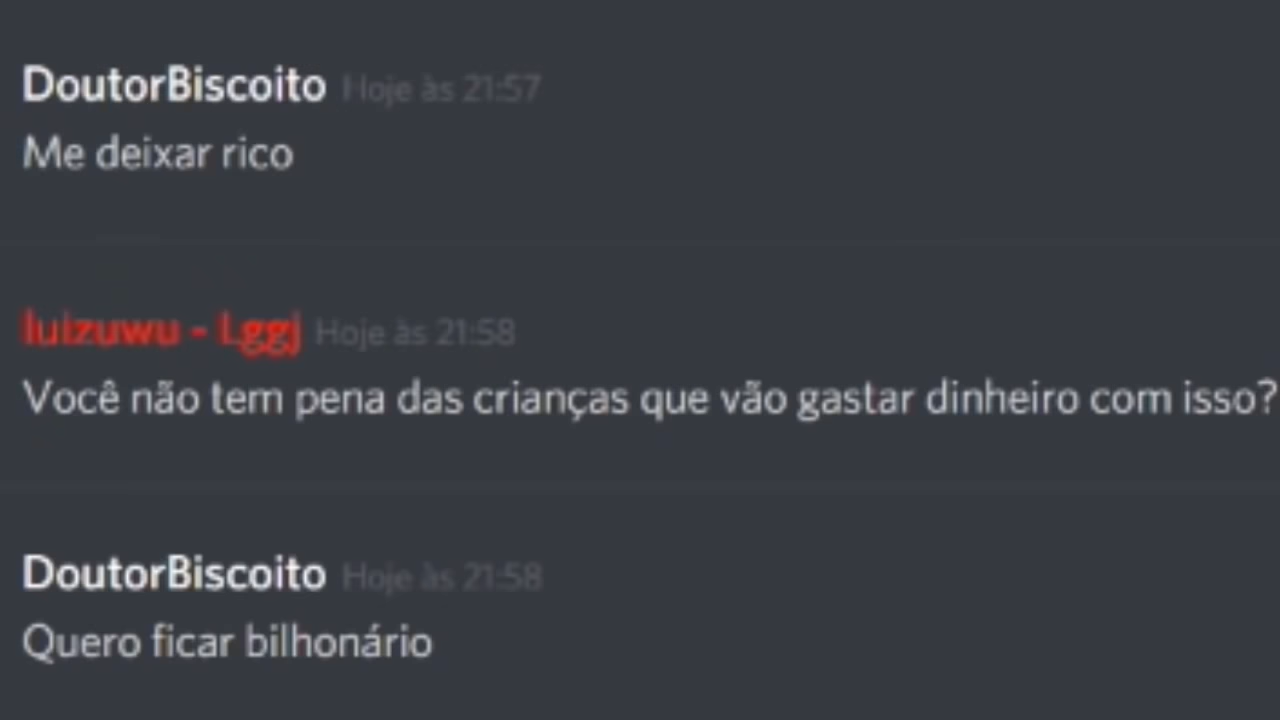 DoutorBiscoito Hoje às 21:57
Me deixar rico
luizuwu - Lggj Hoje às 21:58
Você não tem pena das crianças que vão gastar dinheiro com isso?
DoutorBiscoito Hoje às 21:58
Quero ficar bilhonário